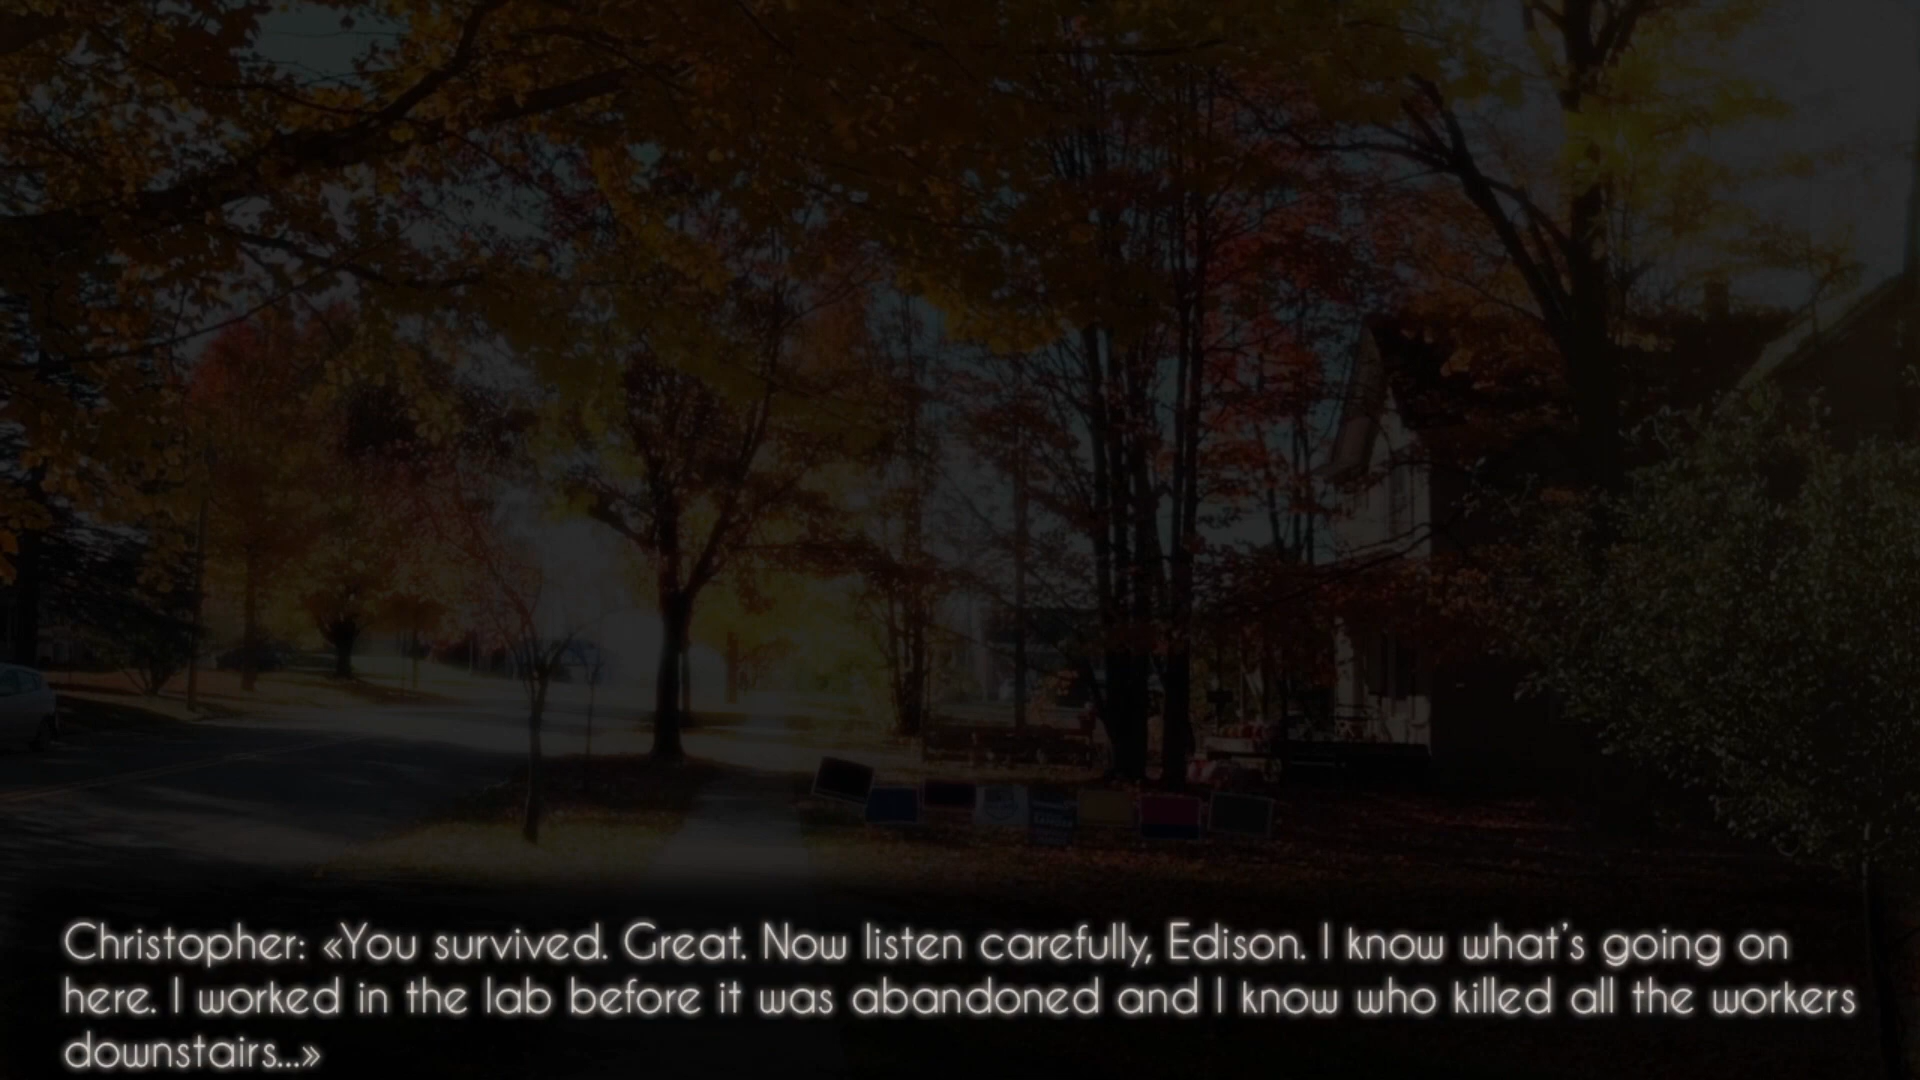 Christopher: «You survived. Great. Now listen carefully, Edison. I know what's going on
here. I worked in the lab before it was abandoned and I know who killed all the workers
downstairs...»